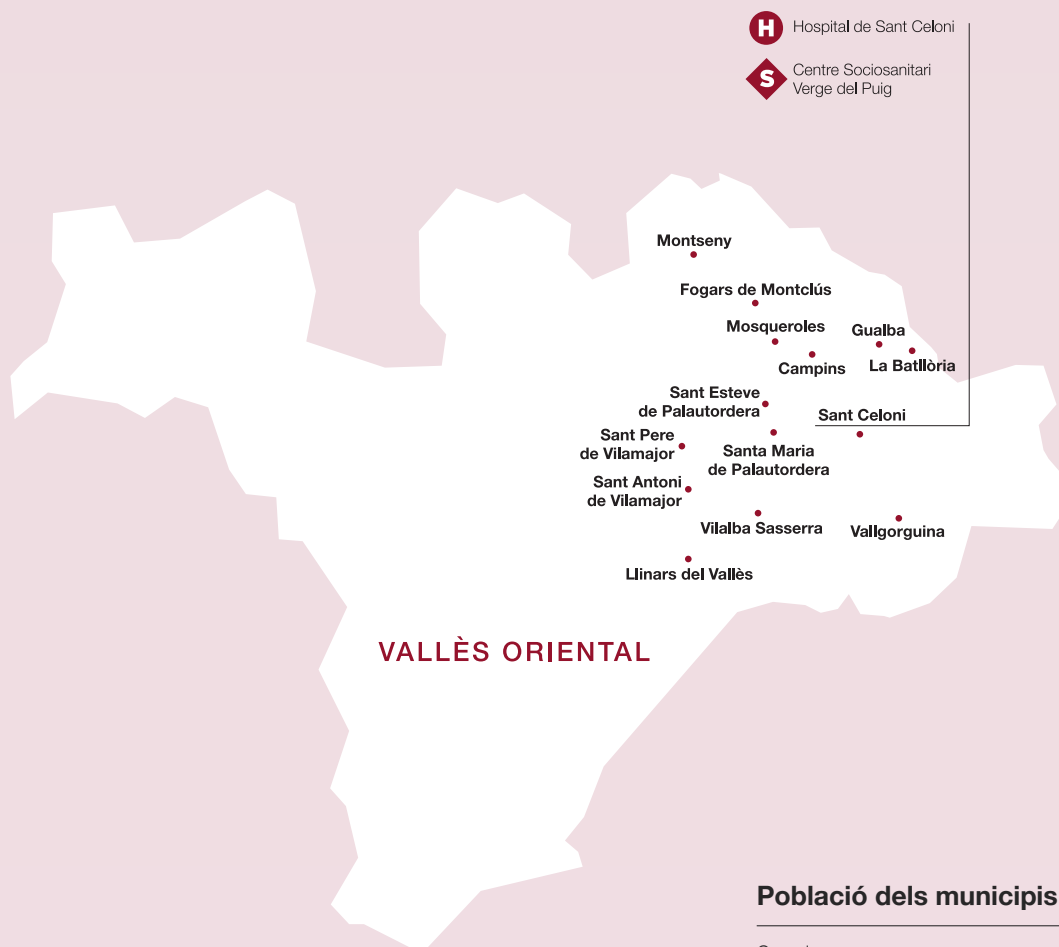 H Hospital de Sant Celoni
S Centre Sociosanitari
Verge del Puig
Montseny
Fogars de Montclús
Mosqueroles
Gualba
Campins
La Batllòria
Sant Esteve
de Palautordera
Sant Celoni
Sant Pere
de Vilamajor
Santa Maria
de Palautordera
Sant Antoni
de Vilamajor
Vilalba Sasserra
Vallgorguina
Llinars del Vallès
VALLÈS ORIENTAL
Població dels municipis